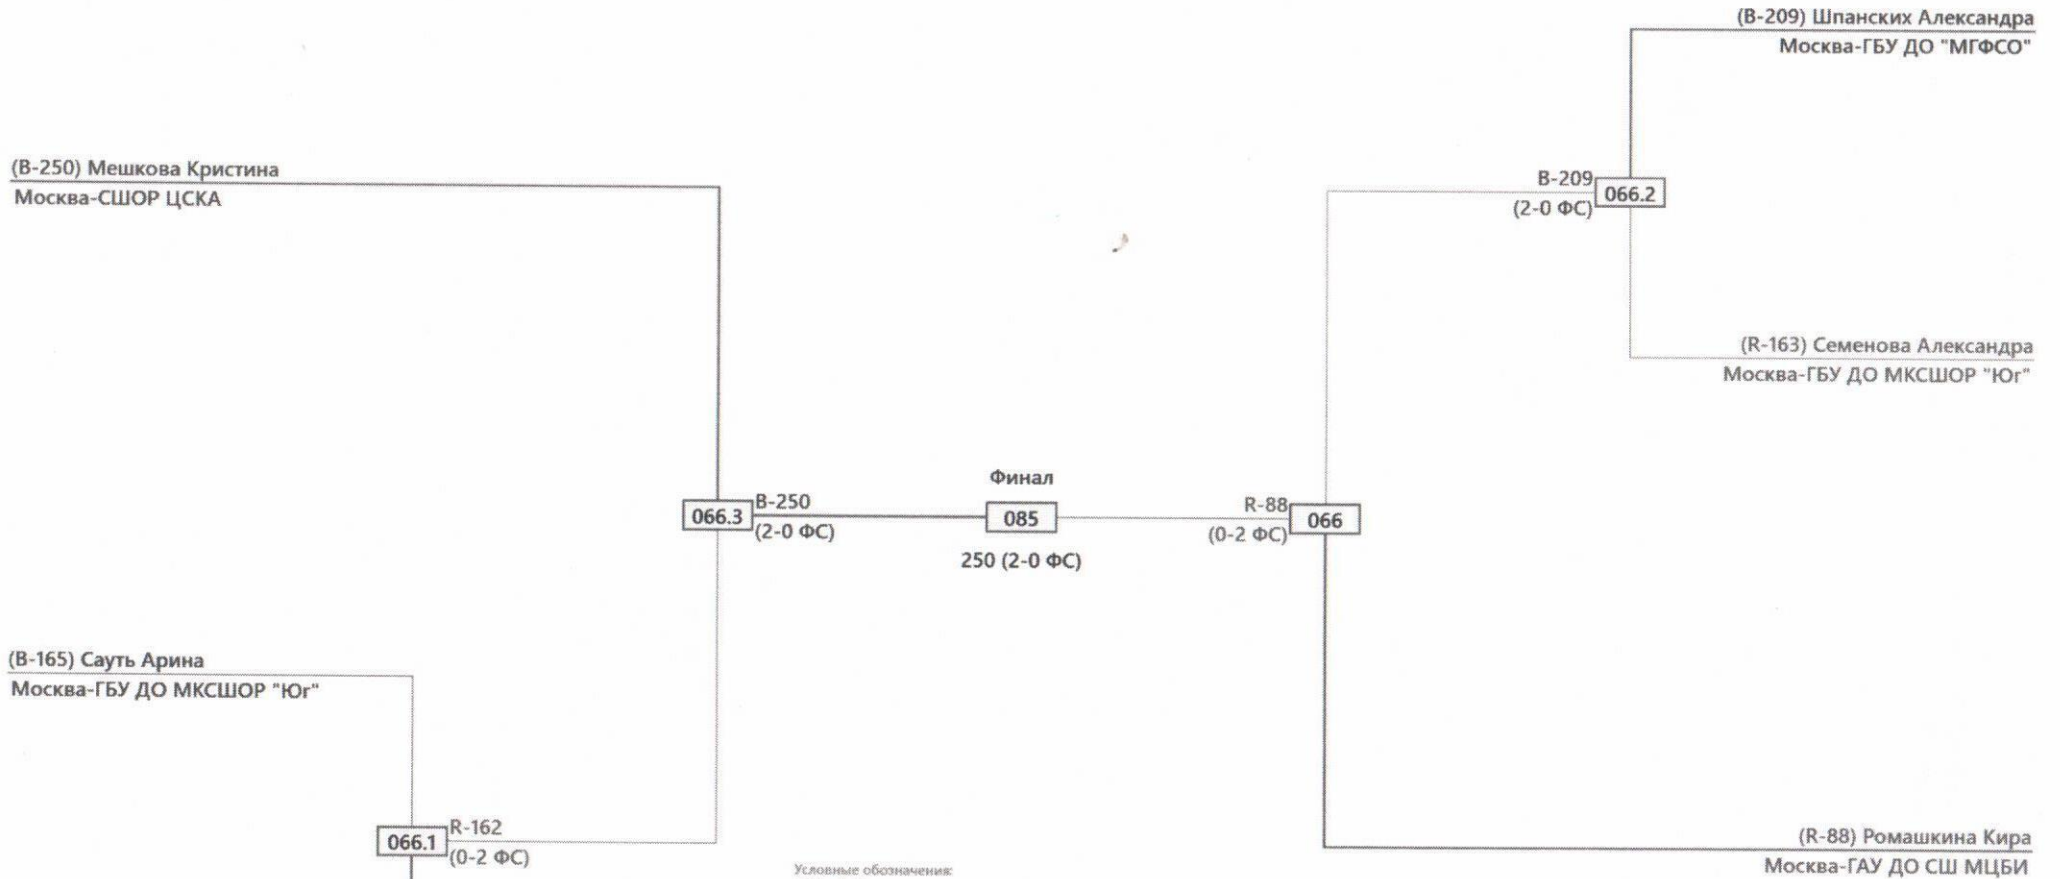 (B-209) Шпанских Александра
Москва-ГБУ ДО "МГФСО"
(B-250) Мешкова Кристина
Москва-СШОР ЦСКА
B-209
066.2
(2-0 ФС)
(R-163) Семенова Александра
Москва-ГБУ ДО МКСШОР "Юг"
Финал
066.3
B-250
(2-0 ФС)
085
250 (2-0 ФС)
R-88
(0-2 ФС)
066
(B-165) Сауть Арина
Москва-ГБУ ДО МКСШОР "Юг"
066.1
R-162
(0-2 ФС)
(R-88) Ромашкина Кира
Москва-ГАУ ДО СШ МЦБИ
Условные обозначения: